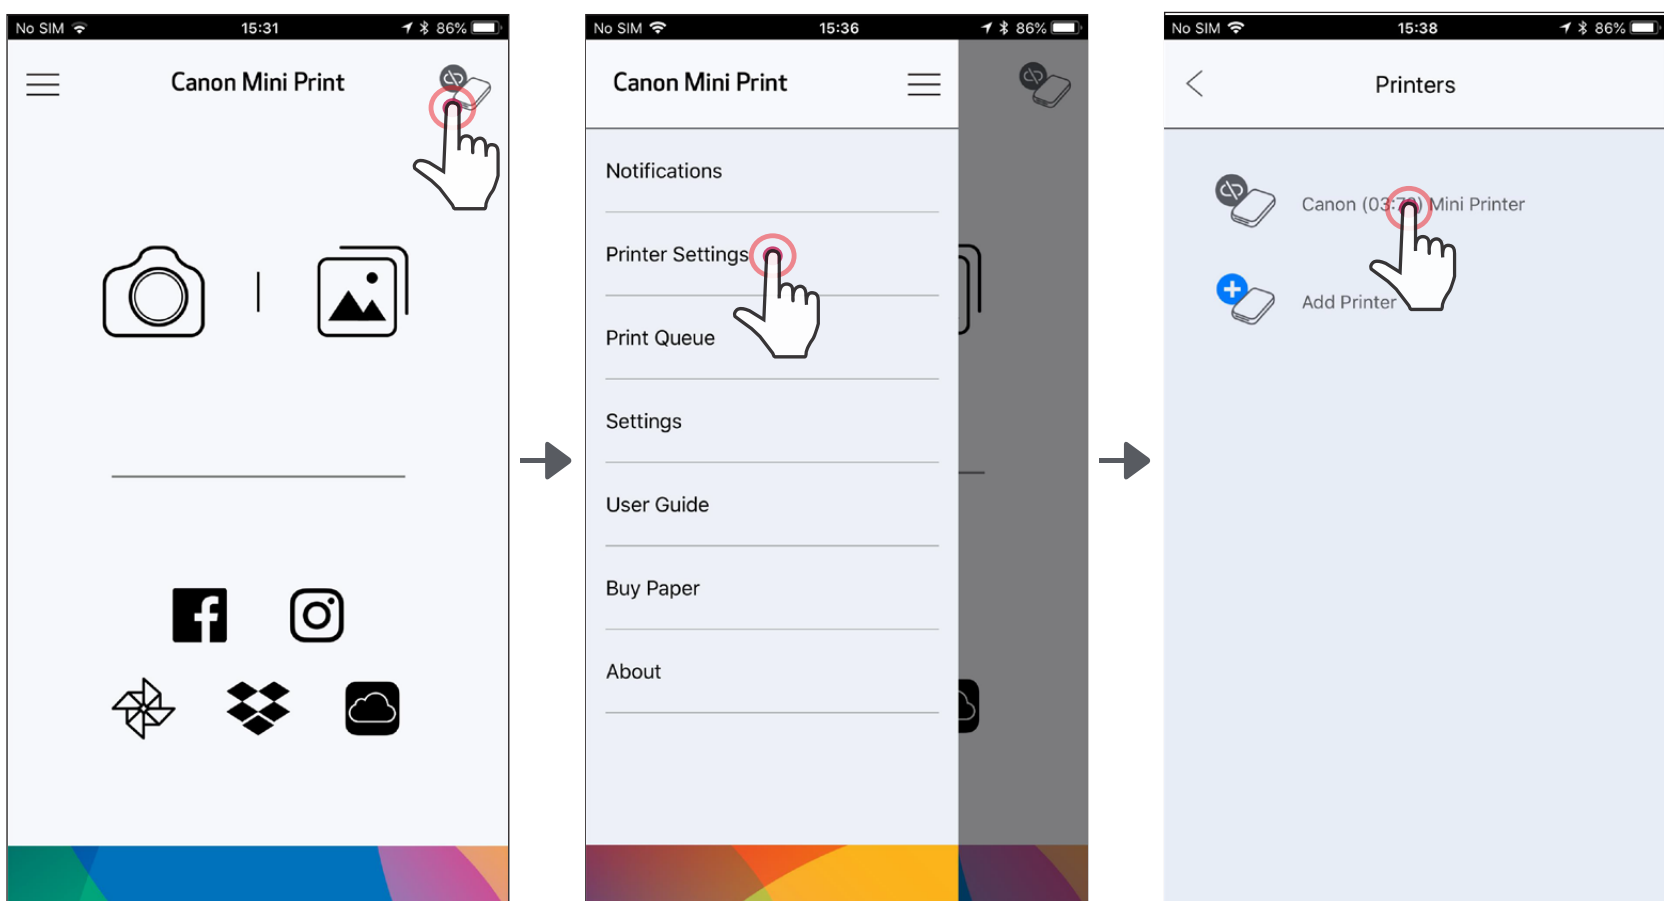 No SIM 15:31 86%
Canon Mini Print
No SIM 15:36 86%
Canon Mini Print
Notifications
Printer Settings
Print Queue
Settings
User Guide
Buy Paper
About
No SIM 15:38 86%
Printers
Canon Mini Printer
Add Printer